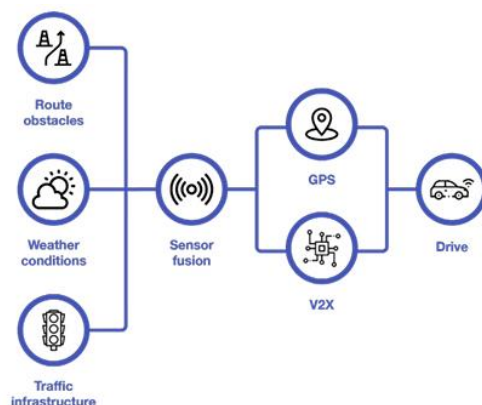 Route
obstacles
Weather
conditions
Traffic
infrastructure
Sensor
fusion
GPS
V2X
Drive